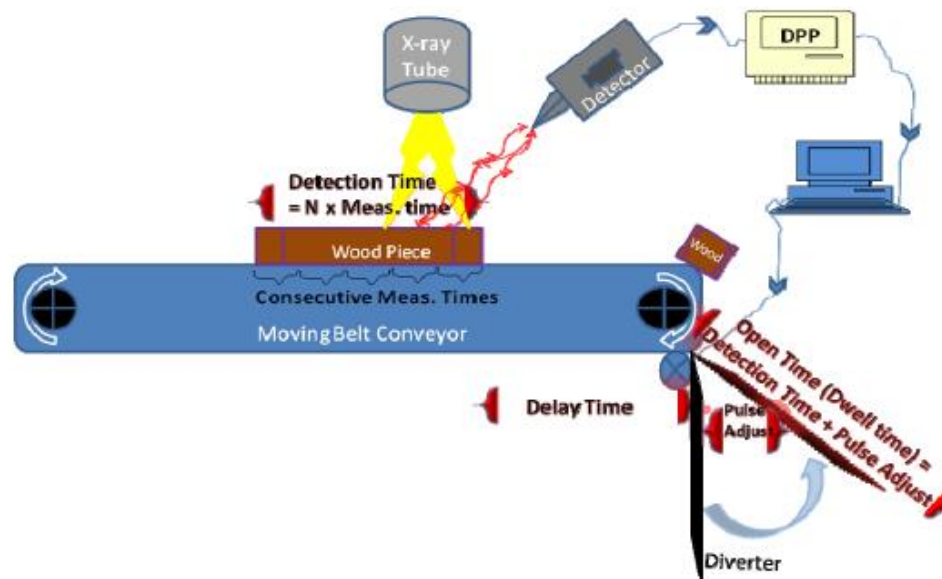 X-ray
Tube
Detector
DPP
Detection Time
= N x Meas. time
Wood Piece
Wood
Consecutive Meas. Times
Moving Belt Conveyor
Delay Time
Pulse
Adjust
Open Time (Dwell time) =
Detection Time + Pulse Adjust
Diverter